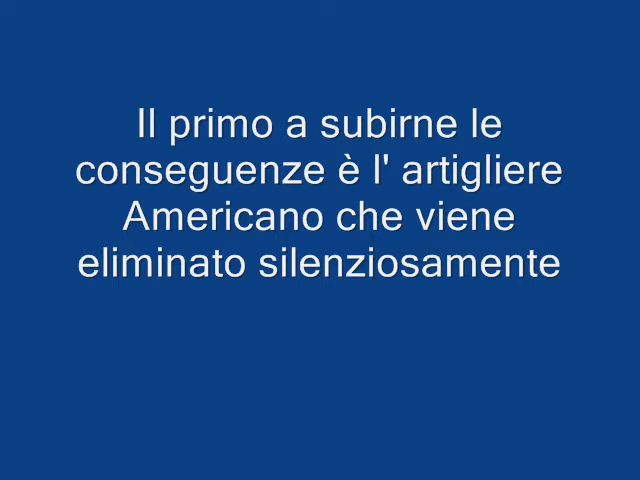 Il primo a subirne le
conseguenze è l' artigliere
Americano che viene
eliminato silenziosamente